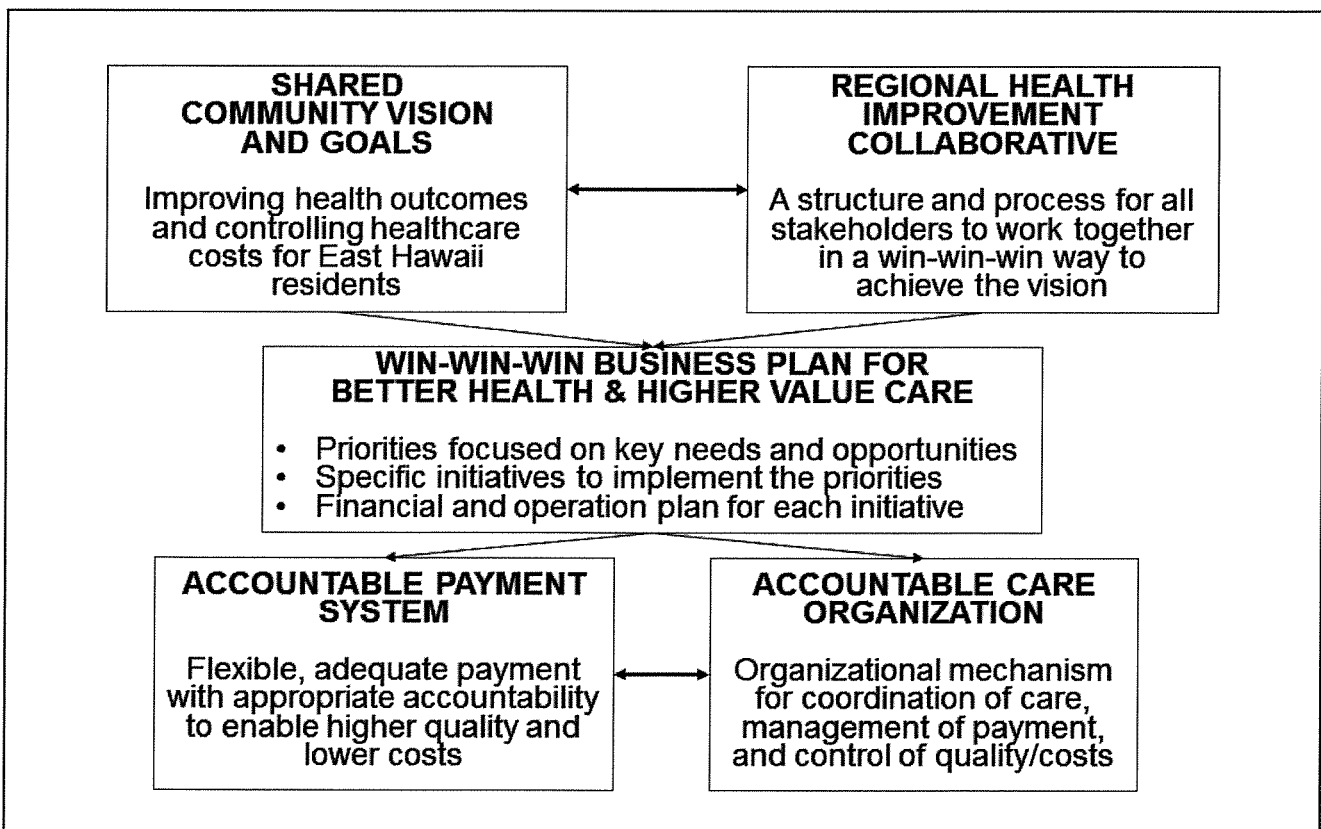 SHARED
COMMUNITY VISION
AND GOALS
Improving health outcomes
and controlling healthcare
costs for East Hawaii
residents
REGIONAL HEALTH
IMPROVEMENT
COLLABORATIVE
A structure and process for all
stakeholders to work together
in a win-win-win way to
achieve the vision
WIN-WIN-WIN BUSINESS PLAN FOR
BETTER HEALTH & HIGHER VALUE CARE
• Priorities focused on key needs and opportunities
• Specific initiatives to implement the priorities
• Financial and operation plan for each initiative
ACCOUNTABLE PAYMENT
SYSTEM
Flexible, adequate payment
with appropriate accountability
to enable higher quality and
lower costs
ACCOUNTABLE CARE
ORGANIZATION
Organizational mechanism
for coordination of care,
management of payment,
and control of quality/costs